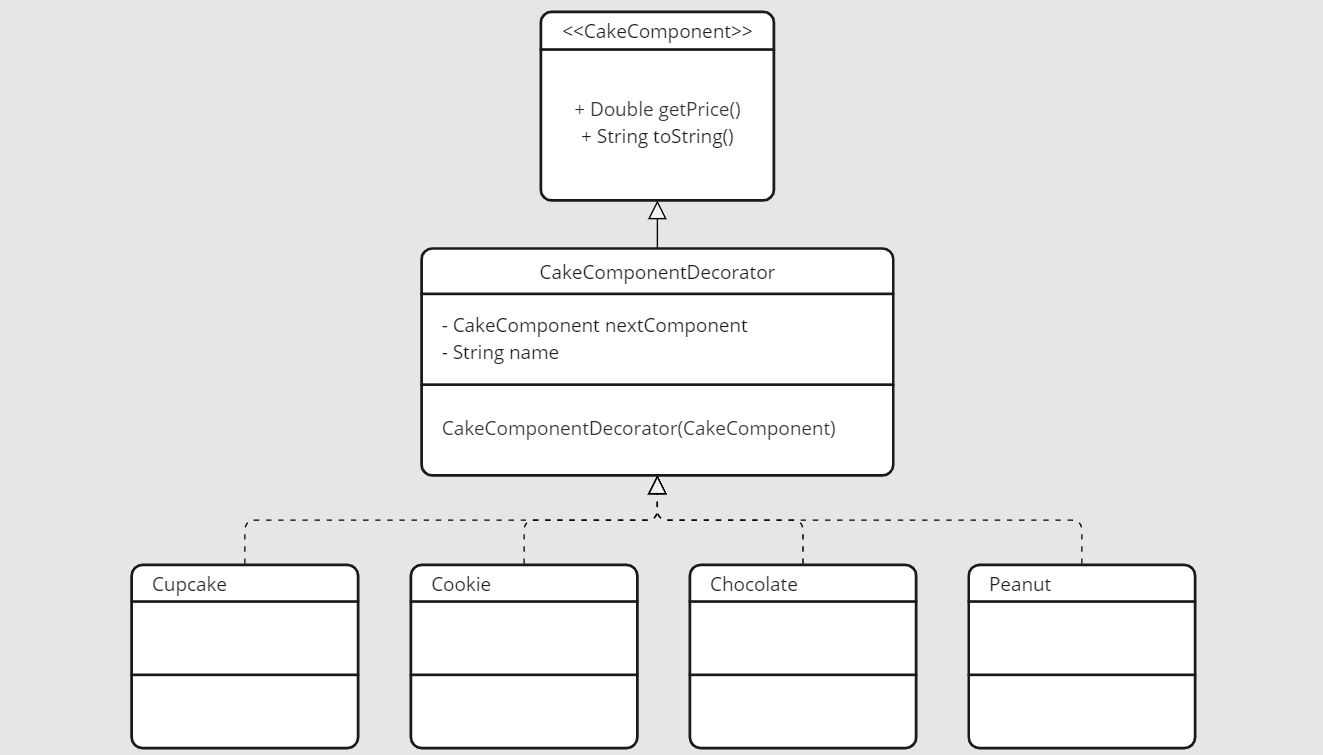 <<CakeComponent>>
+ Double getPrice()
+ String toString()
CakeComponentDecorator
- CakeComponent nextComponent
- String name
CakeComponentDecorator(CakeComponent)
Cupcake
Cookie
Chocolate
Peanut